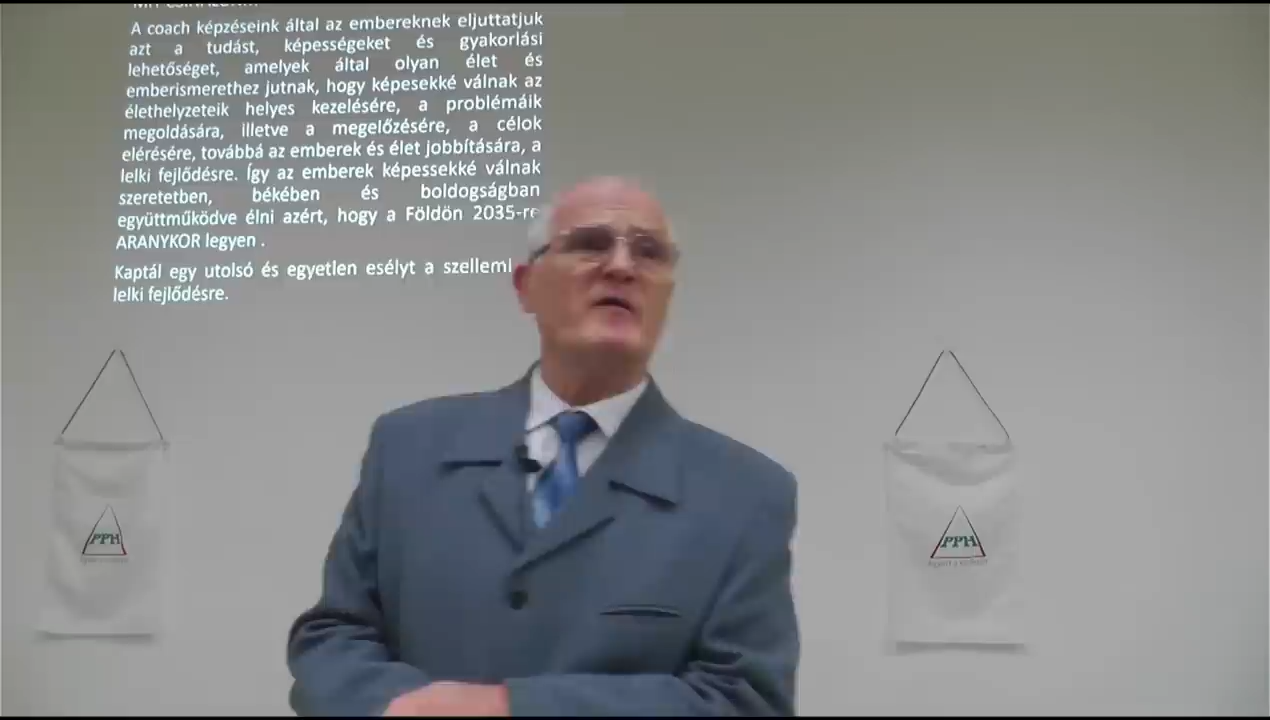 A coach képzéseink által az embereknek eljuttatjuk
azt a tudást, képességeket és gyakorlási
lehetőséget, amelyek által olyan élet és
emberismerethez jutnak, hogy képesekké válnak az
élethelyzeteik helyes kezelésére, a problémáik
megoldására, illetve a megelőzésére, a célok
elérésére, továbbá az emberek és élet jobbítására, a
lelki fejlődésre. Így az emberek képessekké válnak
szeretetben, békében és boldogságban
együttműködve élni azért, hogy a Földön 2035-re
ARANYKOR legyen .
Kaptál egy utolsó és egyetlen esélyt a szellemi
lelki fejlődésre.
PPH
PPH